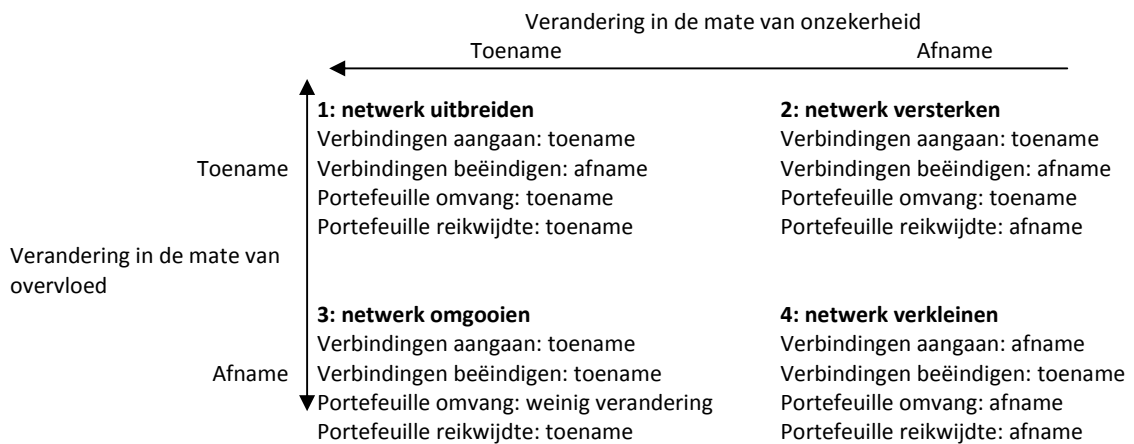 Verandering in de mate van onzekerheid
Toename Afname
1: netwerk uitbreiden 2: netwerk versterken
Verbindingen aangaan: toename Verbindingen aangaan: toename
Toename Verbindingen beëindigen: afname Verbindingen beëindigen: afname
Portefeuille omvang: toename Portefeuille omvang: toename
Portefeuille reikwijdte: toename Portefeuille reikwijdte: afname
Verandering in de mate van
overvloed
3: netwerk omgooien 4: netwerk verkleinen
Verbindingen aangaan: toename Verbindingen aangaan: afname
Afname Verbindingen beëindigen: toename Verbindingen beëindigen: toename
Portefeuille omvang: weinig verandering Portefeuille omvang: afname
Portefeuille reikwijdte: toename Portefeuille reikwijdte: afname